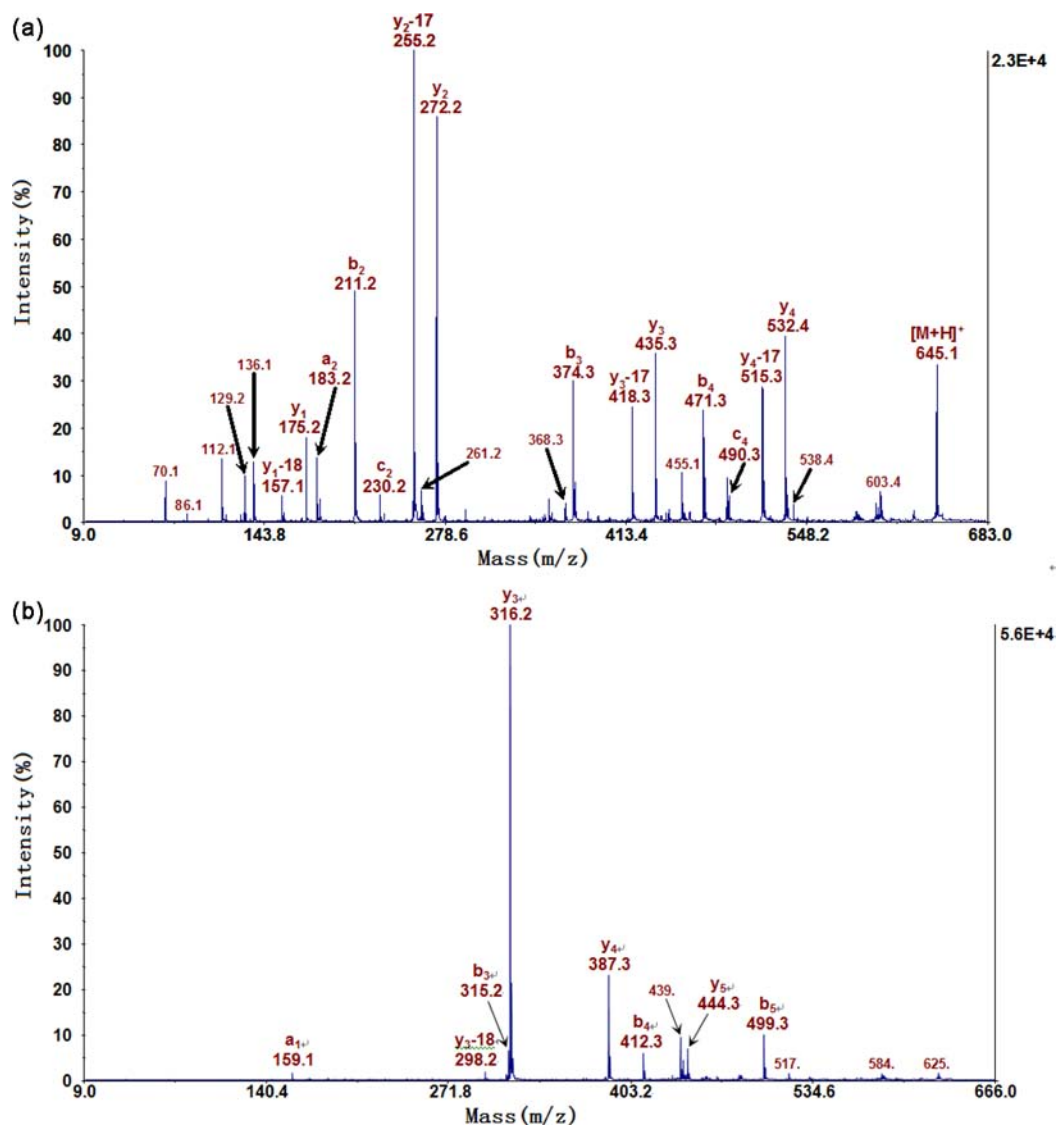 (a)
y2-17
255.2
2.3E+4
y2
272.2
b2
211.2
y4
532.4
[M+H]+
645.1
y3
435.3
b3
374.3
y3-17
418.3
y4-17
515.3
b4
471.3
c4
490.3
136.1
a2
183.2
129.2
y1
175.2
112.1
y1-18
157.1
70.1
86.1
c2
230.2
261.2
368.3
455.1
538.4
603.4
100
90
80
70
60
50
40
30
20
10
0
Intensity(%)
9.0 143.8 278.6 413.4 548.2 683.0
Mass(m/z)
(b)
y3
316.2
5.6E+4
y4
387.3
b3
315.2
y3-18
298.2
a1
159.1
b4
412.3
439.
y5
444.3
b5
499.3
517.
584.
625.
100
90
80
70
60
50
40
30
20
10
0
Intensity(%)
9.0 140.4 271.8 403.2 534.6 666.0
Mass(m/z)